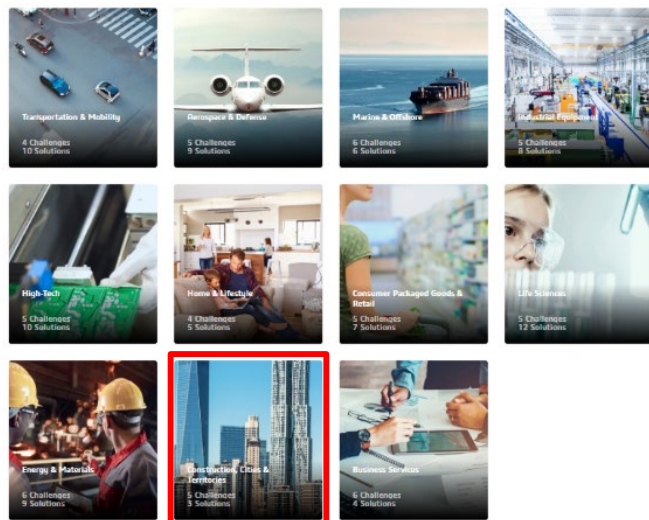 Transportation & Mobility
4 Challenges
10 Solutions
Aerospace & Defense
5 Challenges
9 Solutions
Marine & Offshore
6 Challenges
6 Solutions
Industrial Equipment
5 Challenges
8 Solutions
High-Tech
5 Challenges
10 Solutions
Home & Lifestyle
4 Challenges
5 Solutions
Consumer Packaged Goods &
Retail
5 Challenges
7 Solutions
Life Sciences
5 Challenges
12 Solutions
Energy & Materials
6 Challenges
9 Solutions
Construction, Cities &
Territories
5 Challenges
3 Solutions
Business Services
6 Challenges
4 Solutions